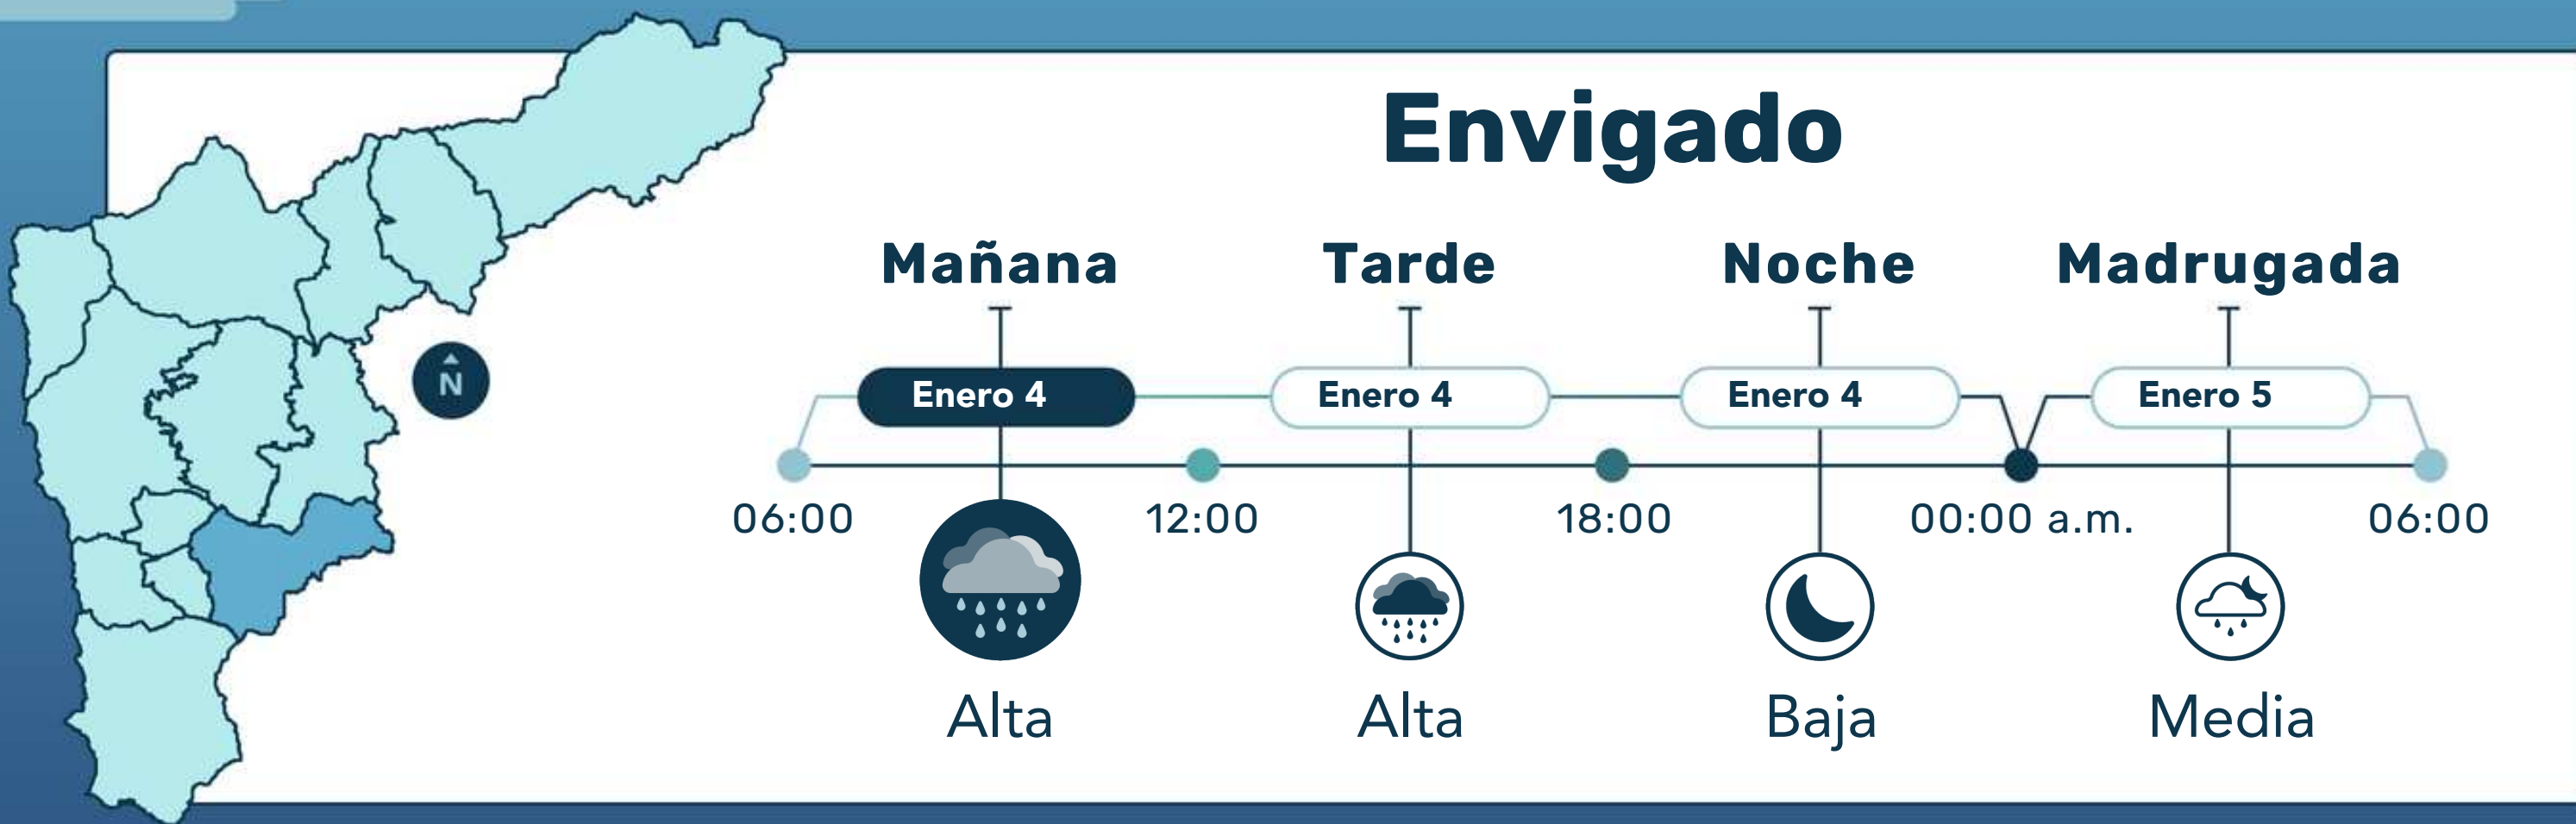 Envigado
Mañana Tarde Noche Madrugada
Enero 4 Enero 4 Enero 4 Enero 5
N
06:00 12:00 18:00 00:00 a.m. 06:00
Alta Alta Baja Media